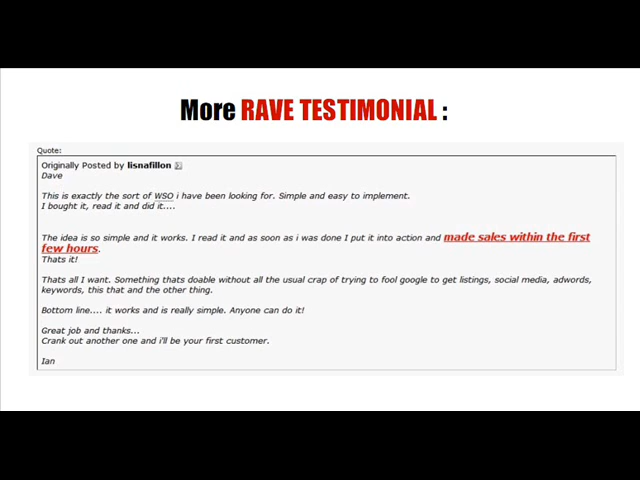 More RAVE TESTIMONIAL :
Quote:
Originally Posted by lisnafillon
Dave
This is exactly the sort of WSO i have been looking for. Simple and easy to implement.
I bought it, read it and did it....
The idea is so simple and it works. I read it and as soon as i was done I put it into action and made sales within the first
few hours.
Thats it!
Thats all I want. Something thats doable without all the usual crap of trying to fool google to get listings, social media, adwords,
keywords, this that and the other thing.
Bottom line.... it works and is really simple. Anyone can do it!
Great job and thanks...
Crank out another one and i'll be your first customer.
Ian